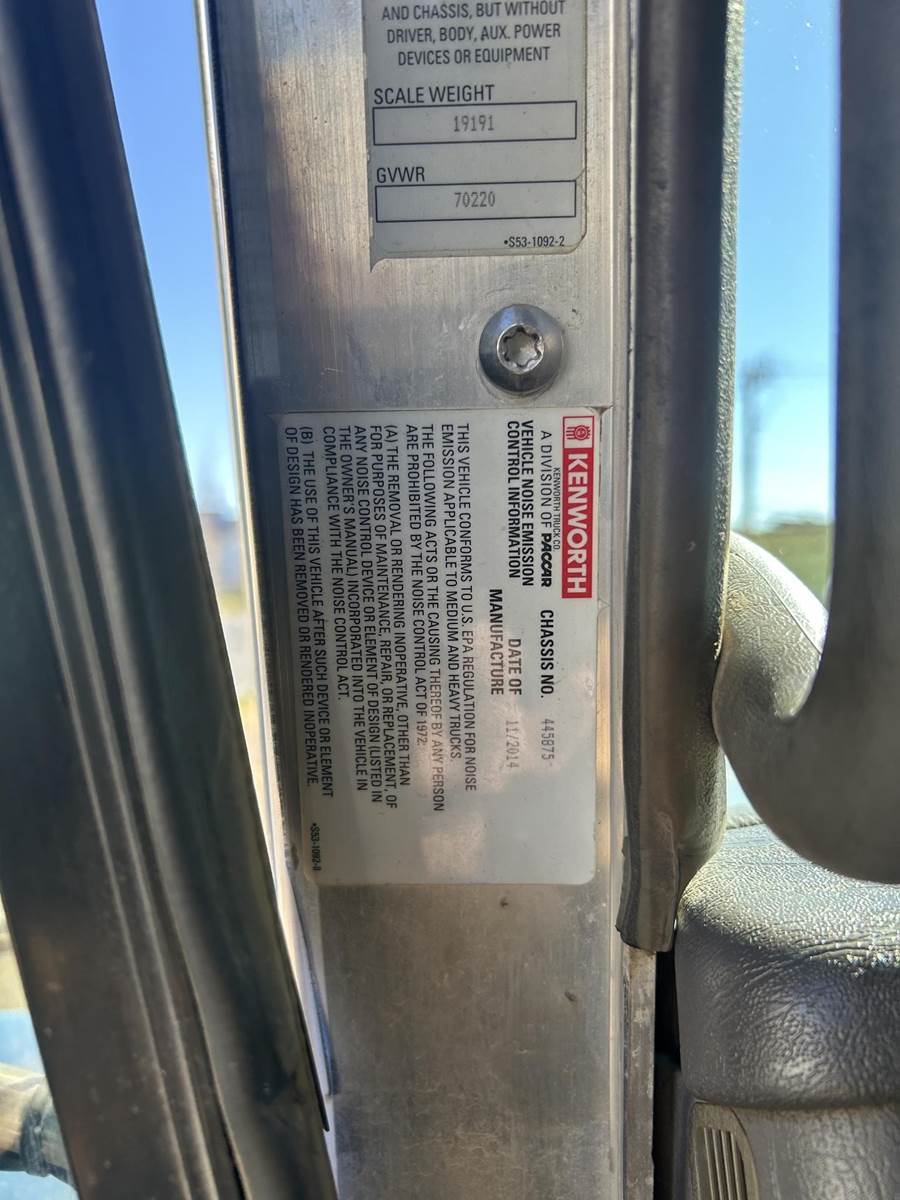 AND CHASSIS, BUT WITHOUT
DRIVER, BODY, AUX. POWER
DEVICES OR EQUIPMENT
SCALE WEIGHT
19191
GVWR
70220
•S53-1092-2
KENWORTH
KENWORTH TRUCK CO.
A DIVISION OF PACCAR
CHASSIS NO. 445875
VEHICLE NOISE EMISSION
CONTROL INFORMATION
DATE OF
MANUFACTURE 11/2014
THIS VEHICLE CONFORMS TO U.S. EPA REGULATION FOR NOISE
EMISSION APPLICABLE TO MEDIUM AND HEAVY TRUCKS.
THE FOLLOWING ACTS OR THE CAUSING THEREOF BY ANY PERSON
ARE PROHIBITED BY THE NOISE CONTROL ACT OF 1972:
(A) THE REMOVAL OR RENDERING INOPERATIVE, OTHER THAN
FOR PURPOSES OF MAINTENANCE, REPAIR, OR REPLACEMENT, OF
ANY NOISE CONTROL DEVICE OR ELEMENT OF DESIGN (LISTED IN
THE OWNER'S MANUAL) INCORPORATED INTO THE VEHICLE IN
COMPLIANCE WITH THE NOISE CONTROL ACT.
(B) THE USE OF THIS VEHICLE AFTER SUCH DEVICE OR ELEMENT
OF DESIGN HAS BEEN REMOVED OR RENDERED INOPERATIVE.